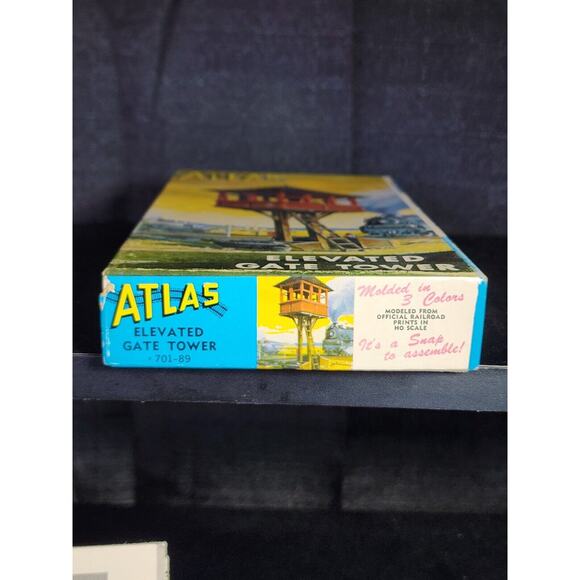 ATLAS
ELEVATED
GATE TOWER
ATLAS
ELEVATED
GATE TOWER
·701-89
Molded in
3 Colors
MODELED FROM
OFFICIAL RAILROAD
PRINTS IN
HO SCALE
It's a Snap
to assemble!